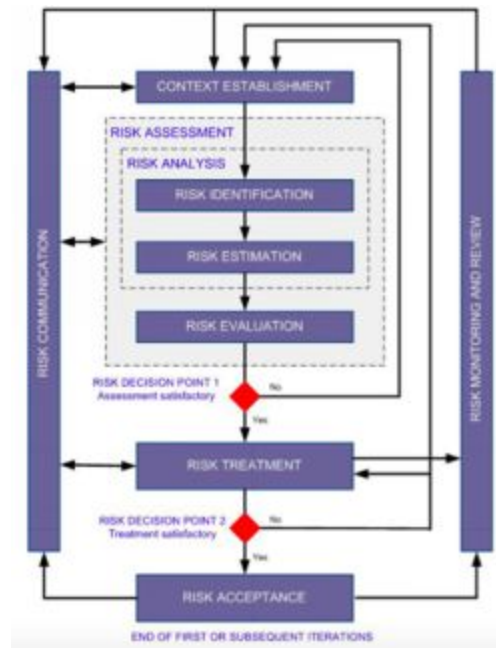 CONTEXT ESTABLISHMENT
RISK ASSESSMENT
RISK ANALYSIS
RISK IDENTIFICATION
RISK ESTIMATION
RISK EVALUATION
RISK DECISION POINT 1
Assessment satisfactory
No
Yes
RISK TREATMENT
RISK DECISION POINT 2
Treatment satisfactory
No
Yes
RISK ACCEPTANCE
END OF FIRST OR SUBSEQUENT ITERATIONS
RISK COMMUNICATION
RISK MONITORING AND REVIEW